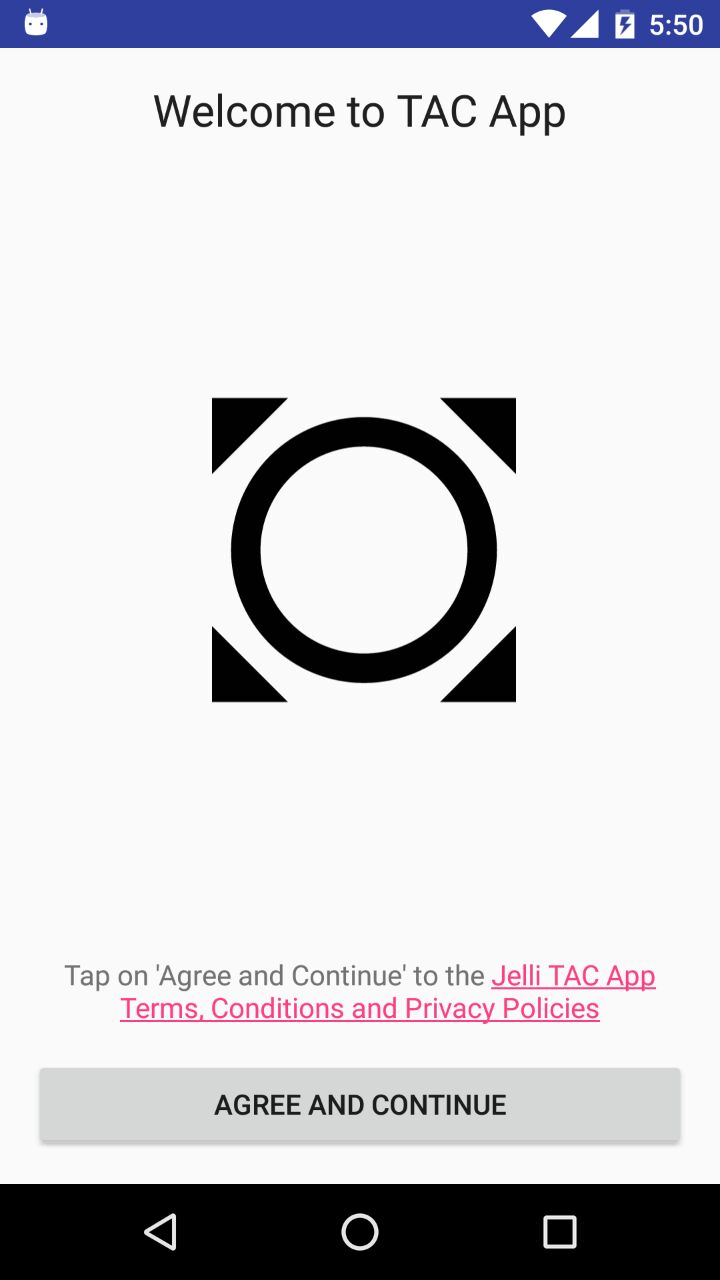 5:50
Welcome to TAC App
Tap on 'Agree and Continue' to the Jelli TAC App
Terms, Conditions and Privacy Policies
AGREE AND CONTINUE